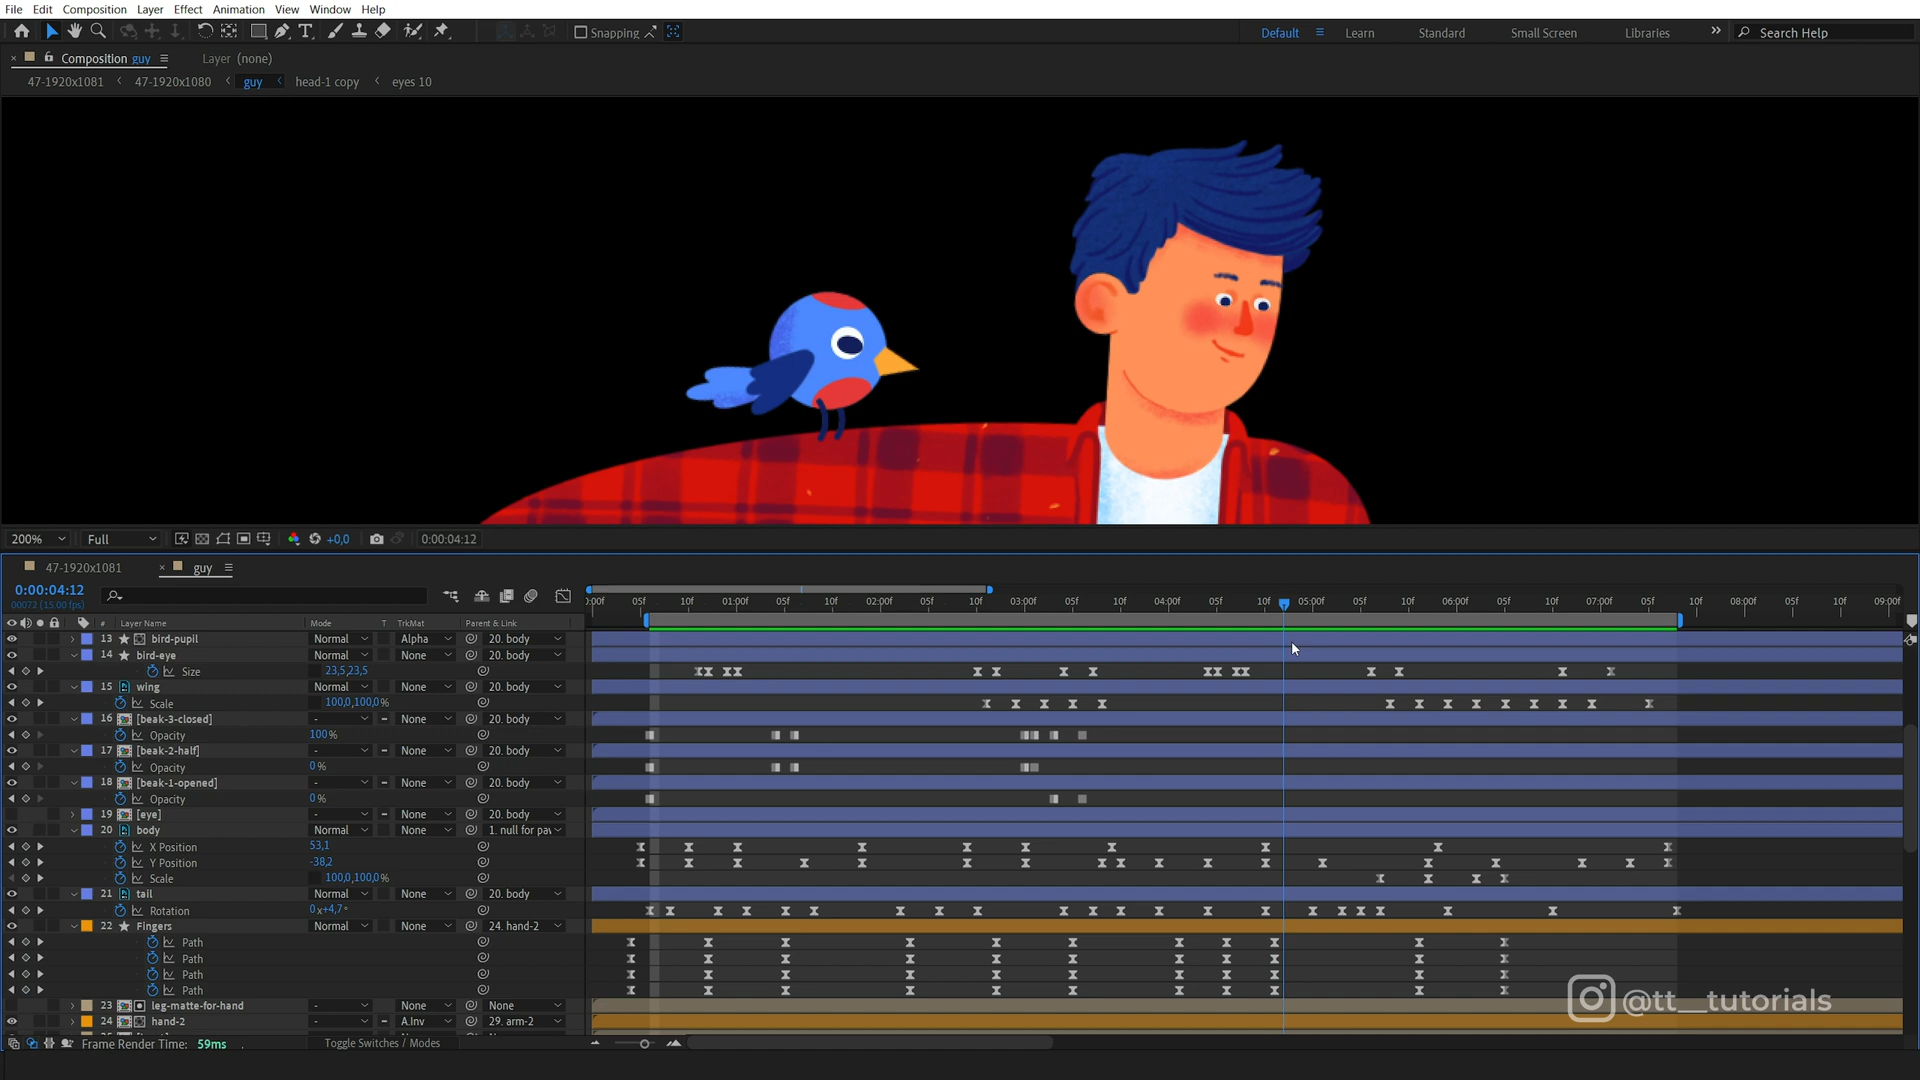 File Edit Composition Layer Effect Animation View Window Help
Snapping Default Learn Standard Small Screen Libraries Search Help
Composition guy Layer (none)
47-1920x1081 47-1920x1080 guy head-1 copy eyes 10
200% Full +0,0 0:00:04:12
47-1920x1081 guy
0:00:04:12
00072 (15.00 fps)
:00f 05f 10f 01:00f 05f 10f 02:00f 05f 10f 03:00f 05f 10f 04:00f 05f 10f 05:00f 05f 10f 06:00f 05f 10f 07:00f 05f 10f 08:00f 05f 10f 09:00f
# Layer Name Mode T TrkMat Parent & Link
13 bird-pupil Normal Alpha 20. body
14 bird-eye Normal None 20. body
Size 23,5,23,5
15 wing Normal None 20. body
Scale 100,0,100,0%
16 [beak-3-closed] - None 20. body
Opacity 100%
17 [beak-2-half] - None 20. body
Opacity 0%
18 [beak-1-opened] - None 20. body
Opacity 0%
19 [eye] - None 20. body
20 body Normal None 1. null for pa
X Position 53,1
Y Position -38,2
Scale 100,0,100,0%
21 tail Normal None 20. body
Rotation 0x+4,7°
22 Fingers Normal None 24. hand-2
Path
Path
Path
Path
23 leg-matte-for-hand - None None
24 hand-2 - A.Inv 29. arm-2
Frame Render Time: 59ms Toggle Switches / Modes
@tt__tutorials